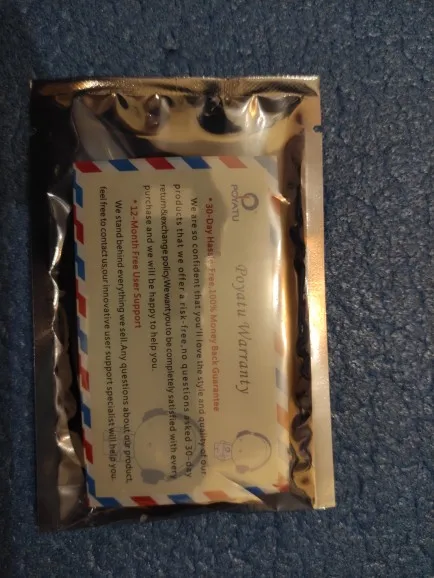 POYATU
Poyatu Warranty
* 30-Day Hassle Free, 100% Money Back Guarantee
We are so confident that you'll love the style and quality of our
products that we offer a risk-free, no questions asked 30-day
return&exchange policy.We want you to be completely satisfied with every
purchase and we will be happy to help you.
* 12-Month Free User Support
We stand behind everything we sell.Any questions about our product,
feel free to contact us,our innovative user support specialist will help you.